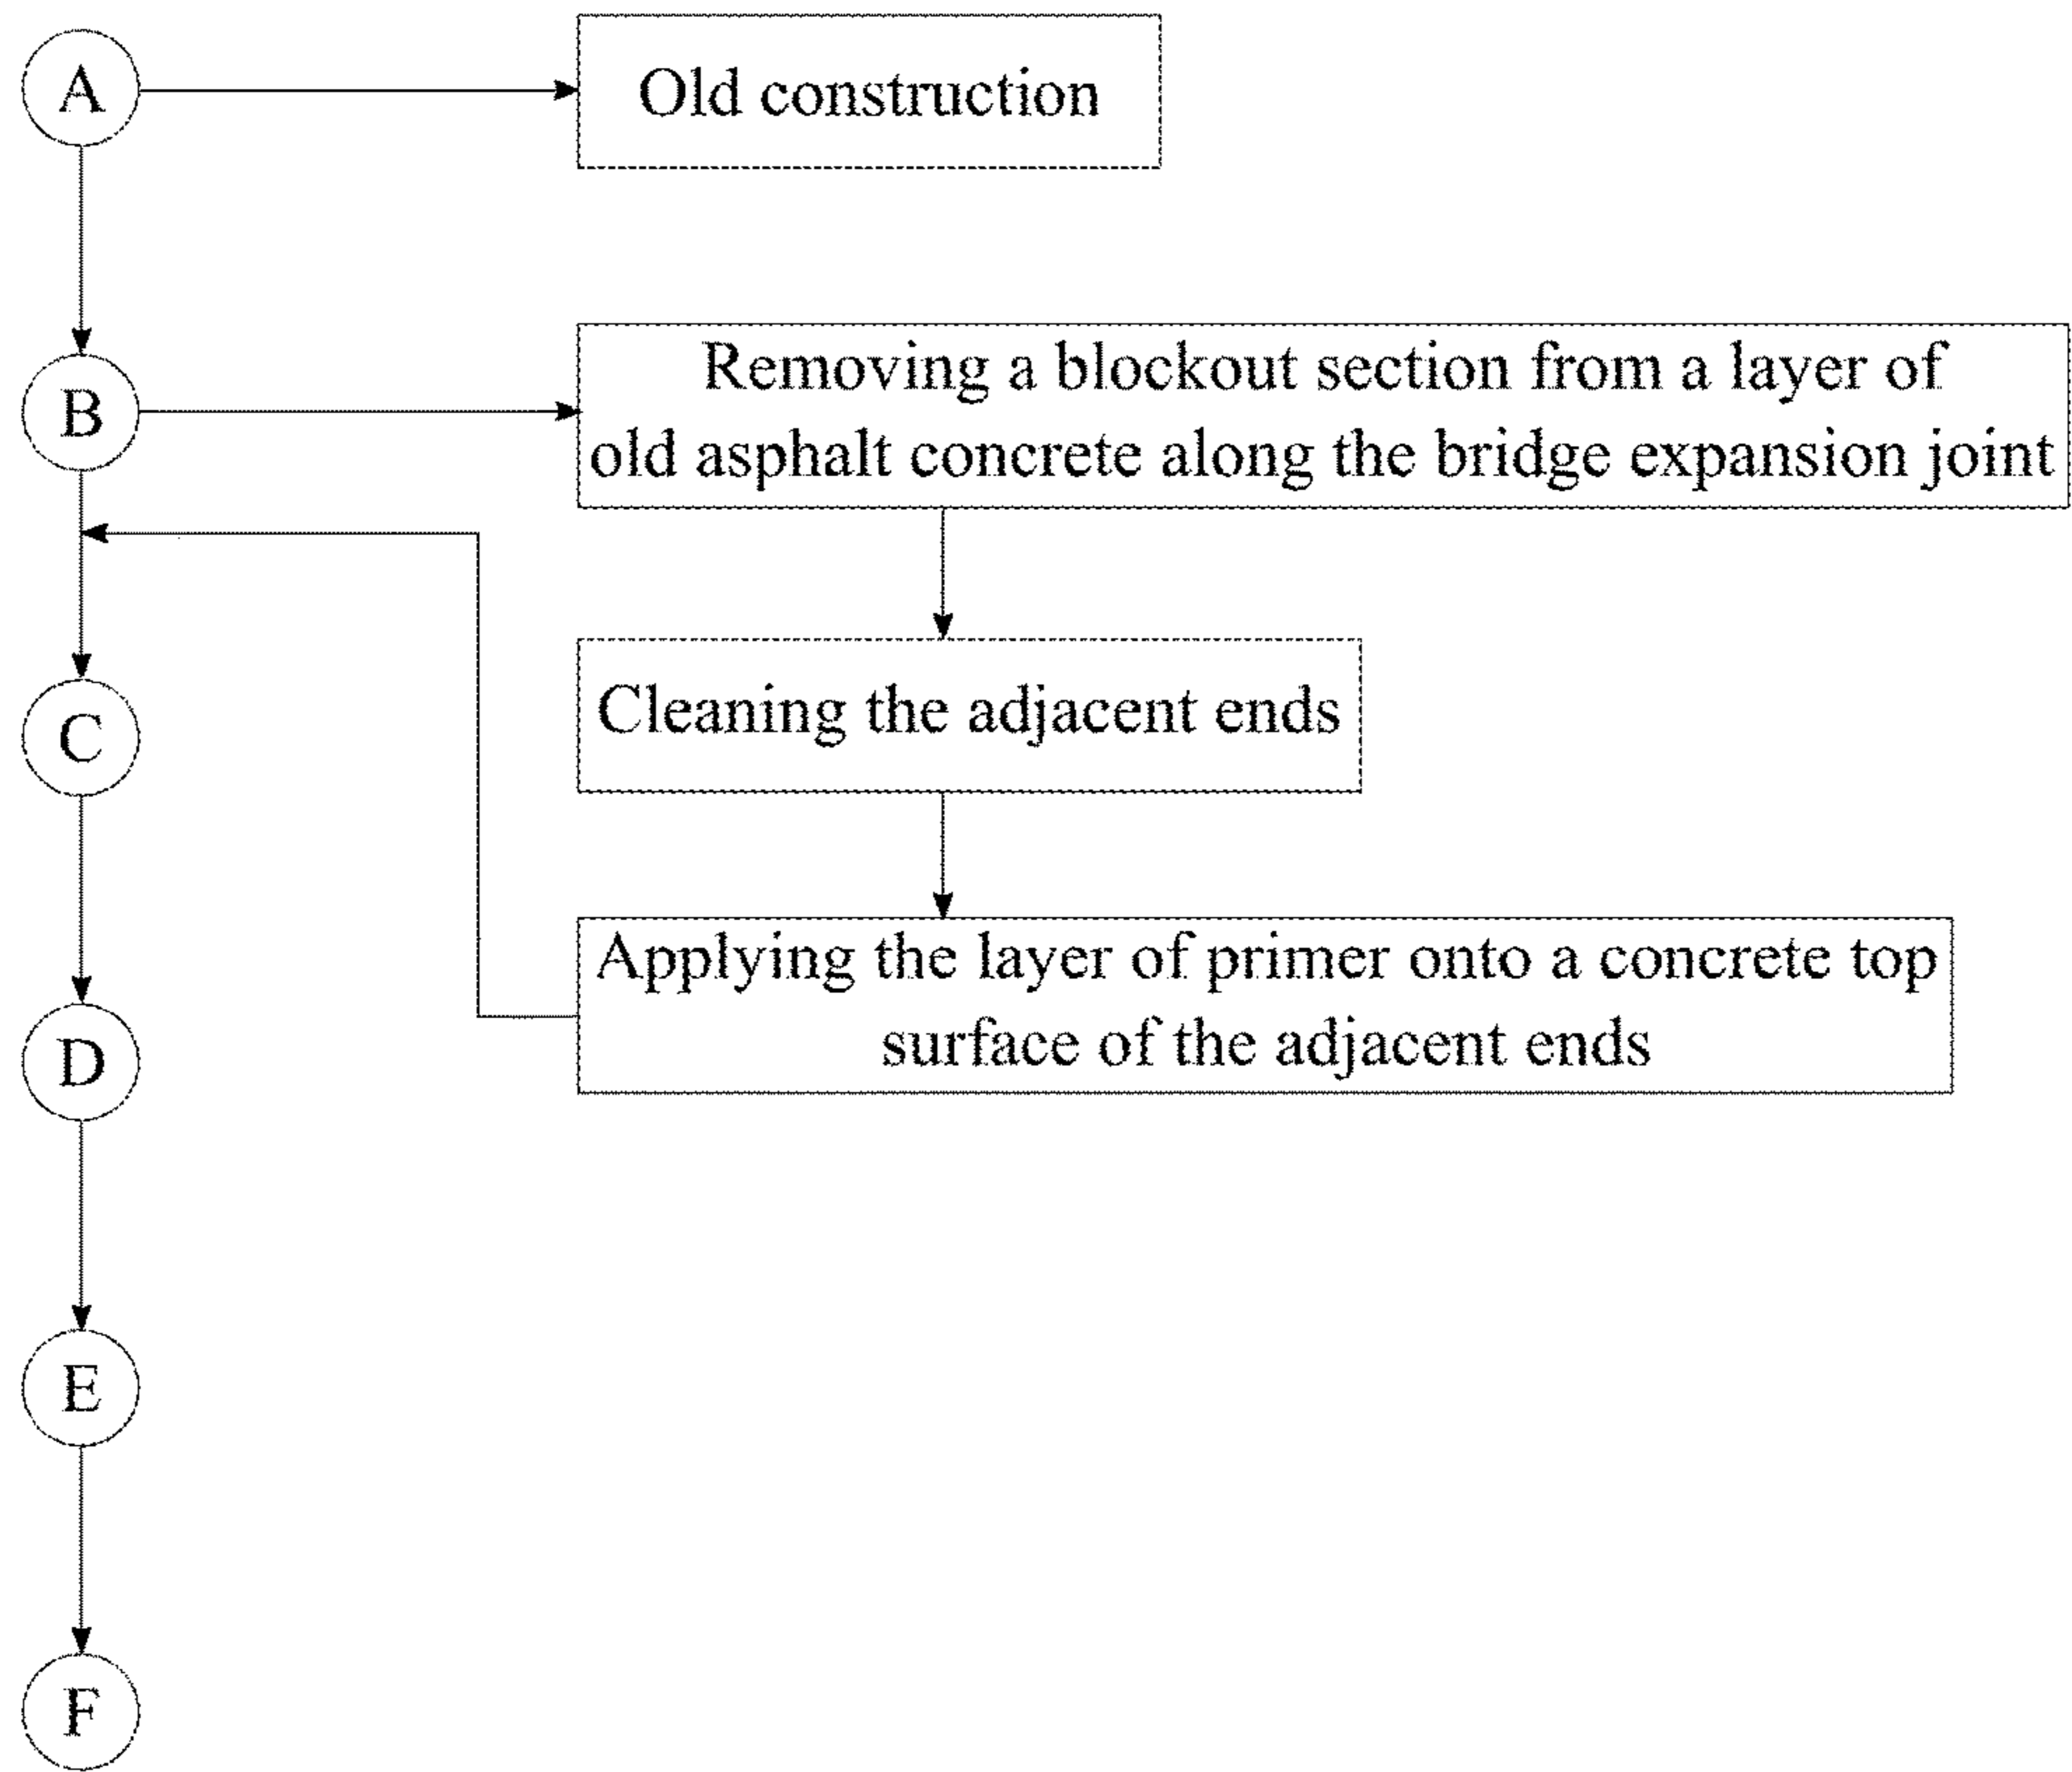 A
Old construction
B
Removing a blockout section from a layer of
old asphalt concrete along the bridge expansion joint
C
Cleaning the adjacent ends
Applying the layer of primer onto a concrete top
surface of the adjacent ends
D
E
F